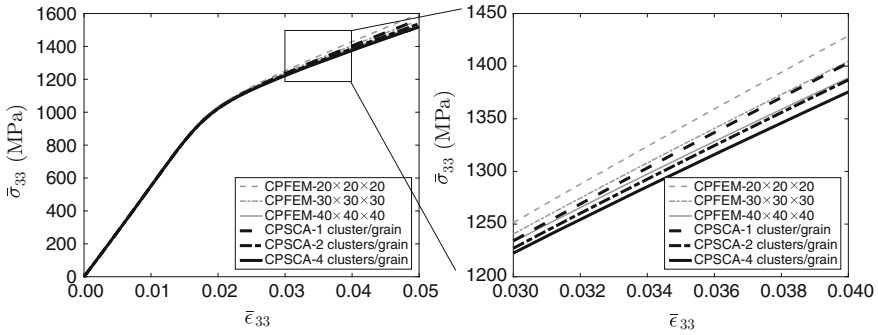 1600
1400
1200
1000
800
600
400
200
0
σ̄33 (MPa)
CPFEM-20×20×20
CPFEM-30×30×30
CPFEM-40×40×40
CPSCA-1 cluster/grain
CPSCA-2 clusters/grain
CPSCA-4 clusters/grain
0.00 0.01 0.02 0.03 0.04 0.05
ϵ̄33
1450
1400
1350
1300
1250
1200
σ̄33 (MPa)
CPFEM-20×20×20
CPFEM-30×30×30
CPFEM-40×40×40
CPSCA-1 cluster/grain
CPSCA-2 clusters/grain
CPSCA-4 clusters/grain
0.030 0.032 0.034 0.036 0.038 0.040
ϵ̄33